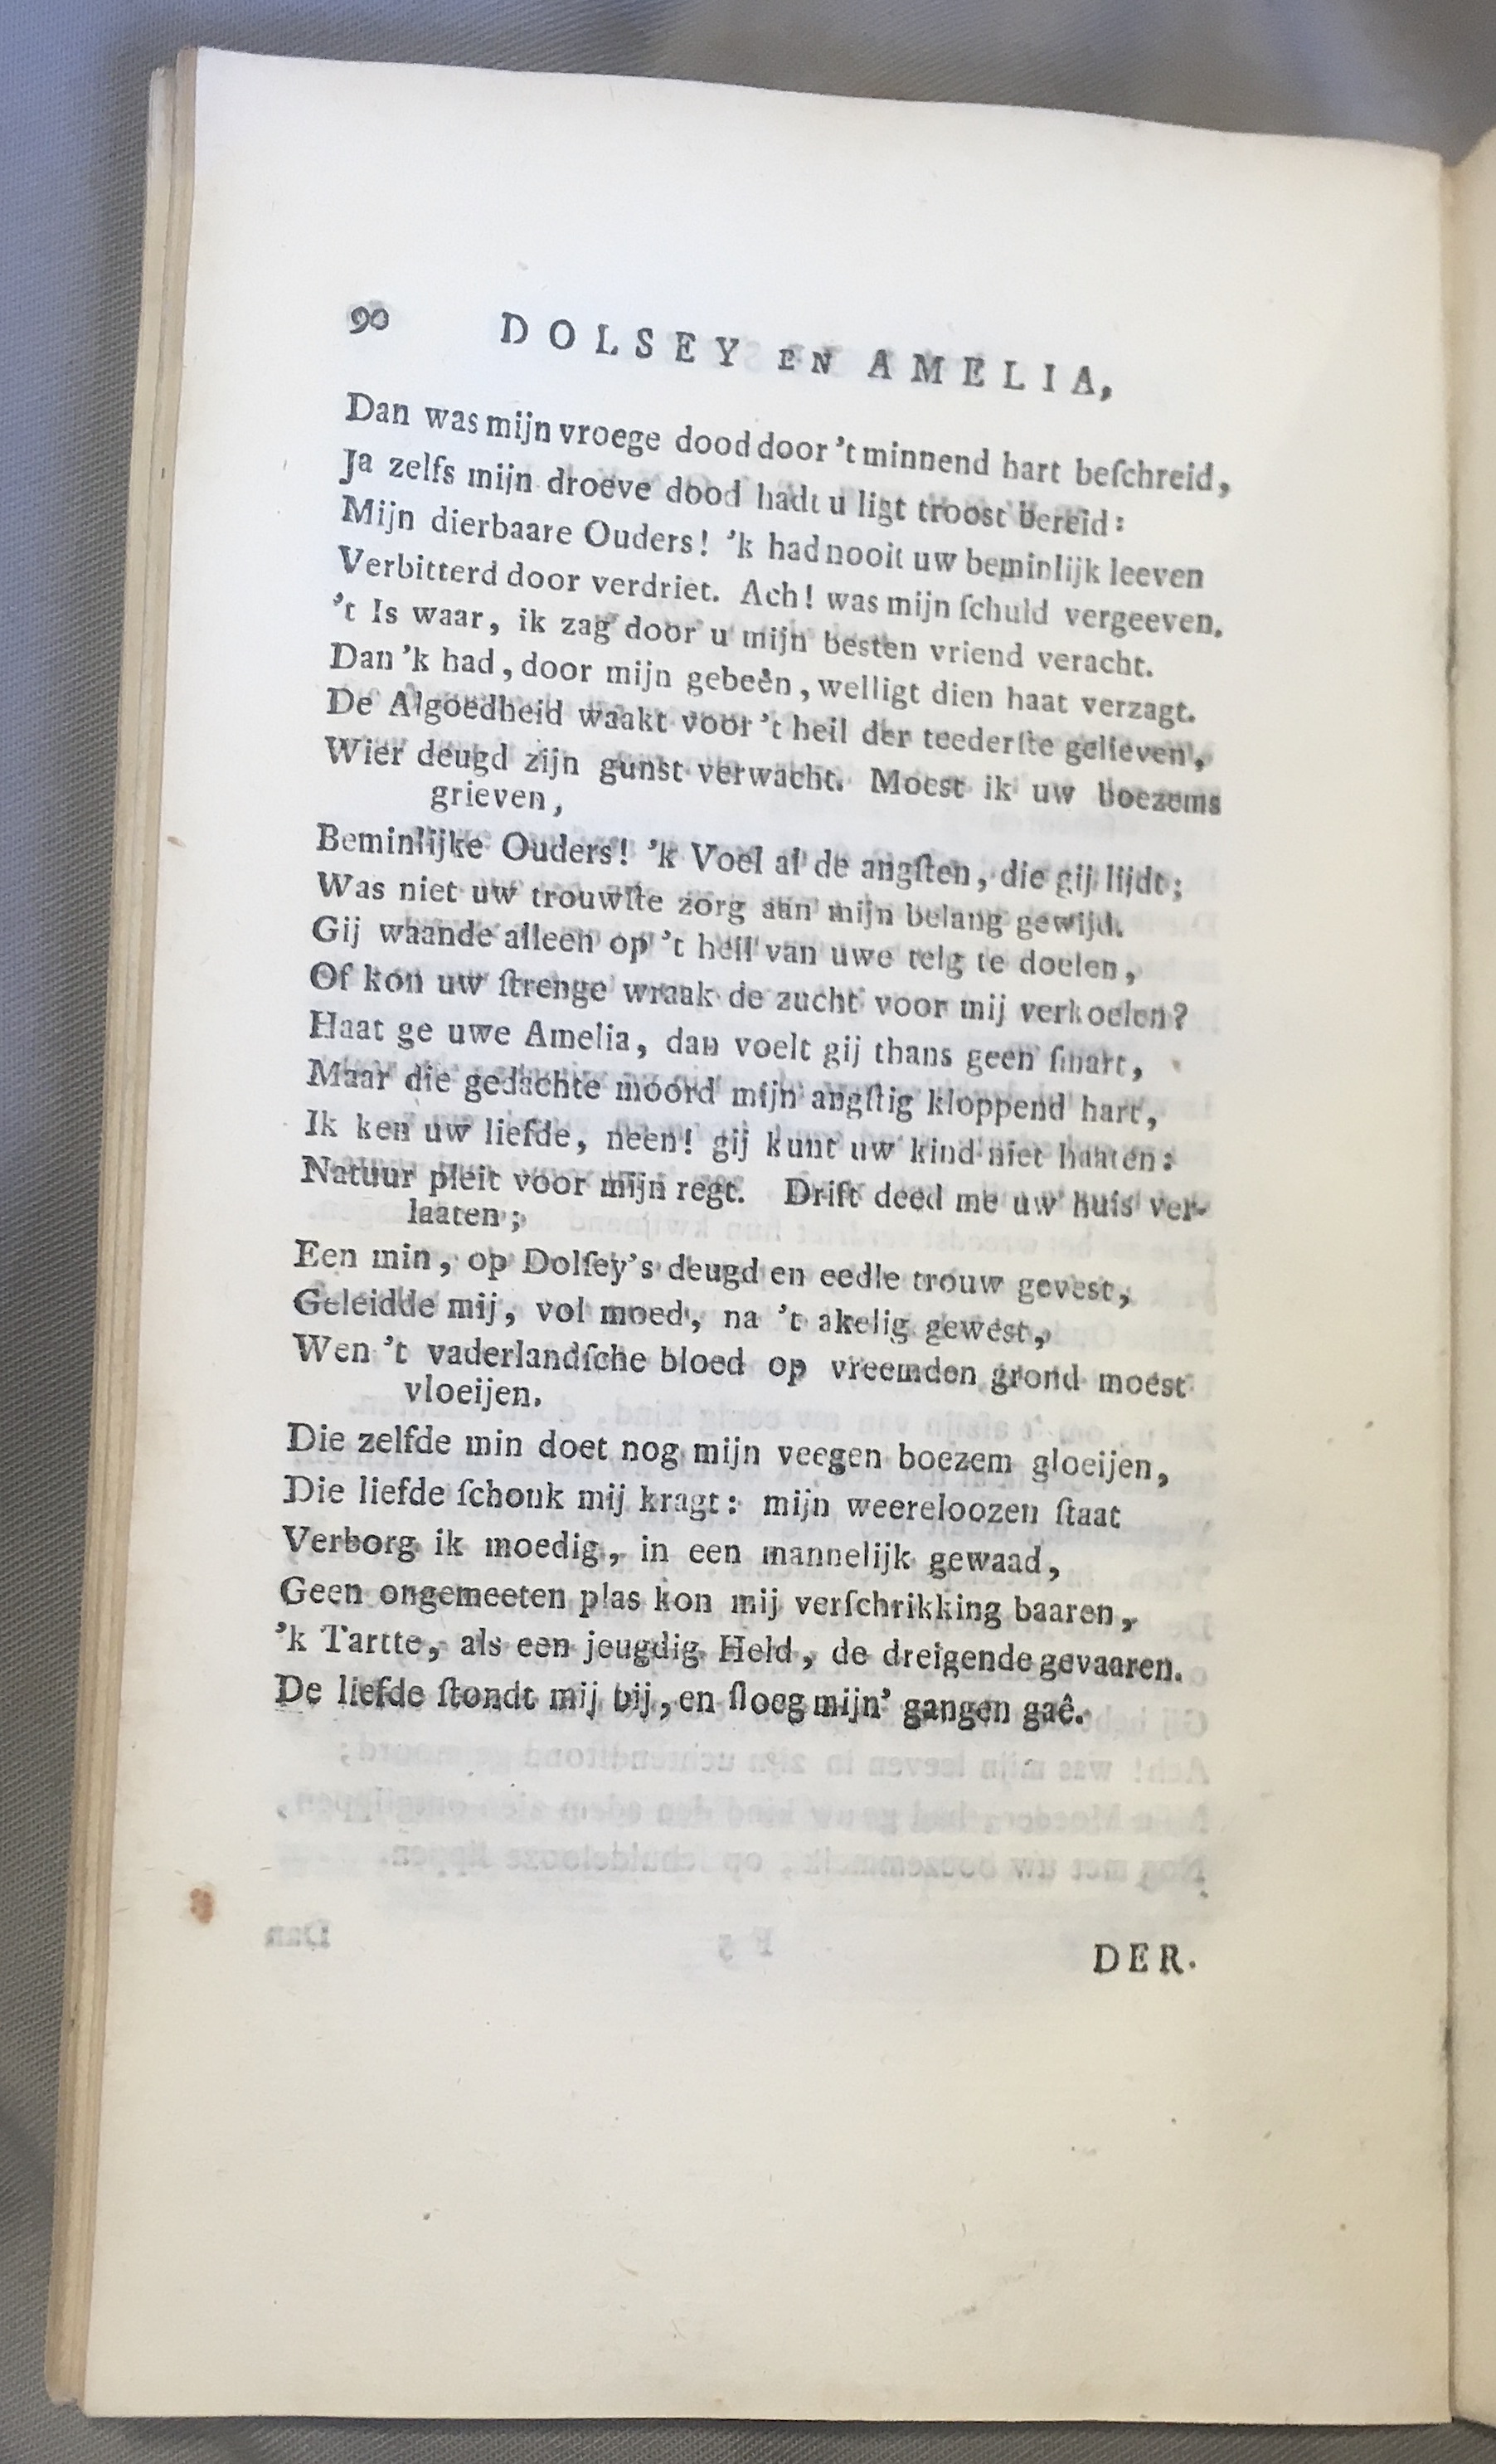 90 DOLSEY EN AMELIA,
Dan was mijn vroege dood door 't minnend hart beſchreid,
Ja zelfs mijn droeve dood hadt u ligt troost bereid:
Mijn dierbaare Ouders! 'k had nooit uw beminlijk leeven
Verbitterd door verdriet. Ach! was mijn ſchuld vergeeven.
't Is waar, ik zag door u mijn besten vriend veracht.
Dan 'k had, door mijn gebeên, welligt dien haat verzagt.
De Algoedheid waakt voor 't heil der teederſte gelieven,
Wier deugd zijn gunst verwacht. Moest ik uw boezems
grieven,
Beminlijke Ouders! 'k Voel al de angſten, die gij lijdt;
Was niet uw trouwſte zorg aan mijn belang gewijd.
Gij waande alleen op 't heil van uwe telg te doelen,
Of kon uw ſtrenge wraak de zucht voor mij verkoelen?
Haat ge uwe Amelia, dan voelt gij thans geen ſmart,
Maar die gedachte moord mijn angſtig kloppend hart,
Ik ken uw liefde, neen! gij kunt uw kind niet haaten:
Natuur pleit voor mijn regt. Drift deed me uw huis ver-
laaten;
Een min, op Dolſey's deugd en eedle trouw gevest,
Geleidde mij, vol moed, na 't akelig gewest,
Wen 't vaderlandſche bloed op vreemden grond moest
vloeijen.
Die zelfde min doet nog mijn veegen boezem gloeijen,
Die liefde ſchonk mij kragt: mijn weereloozen ſtaat
Verborg ik moedig, in een mannelijk gewaad,
Geen ongemeeten plas kon mij verſchrikking baaren,
'k Tartte, als een jeugdig Held, de dreigende gevaaren.
De liefde ſtondt mij bij, en ſloeg mijn' gangen gaê.
DER.